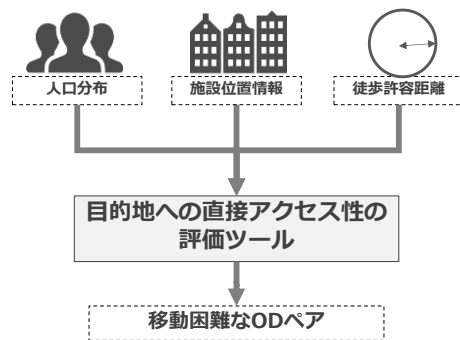 人口分布
施設位置情報
徒歩許容距離
目的地への直接アクセス性の
評価ツール
移動困難なODペア